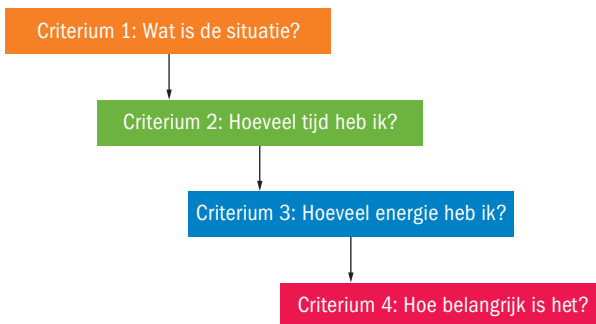 Criterium 1: Wat is de situatie?
Criterium 2: Hoeveel tijd heb ik?
Criterium 3: Hoeveel energie heb ik?
Criterium 4: Hoe belangrijk is het?